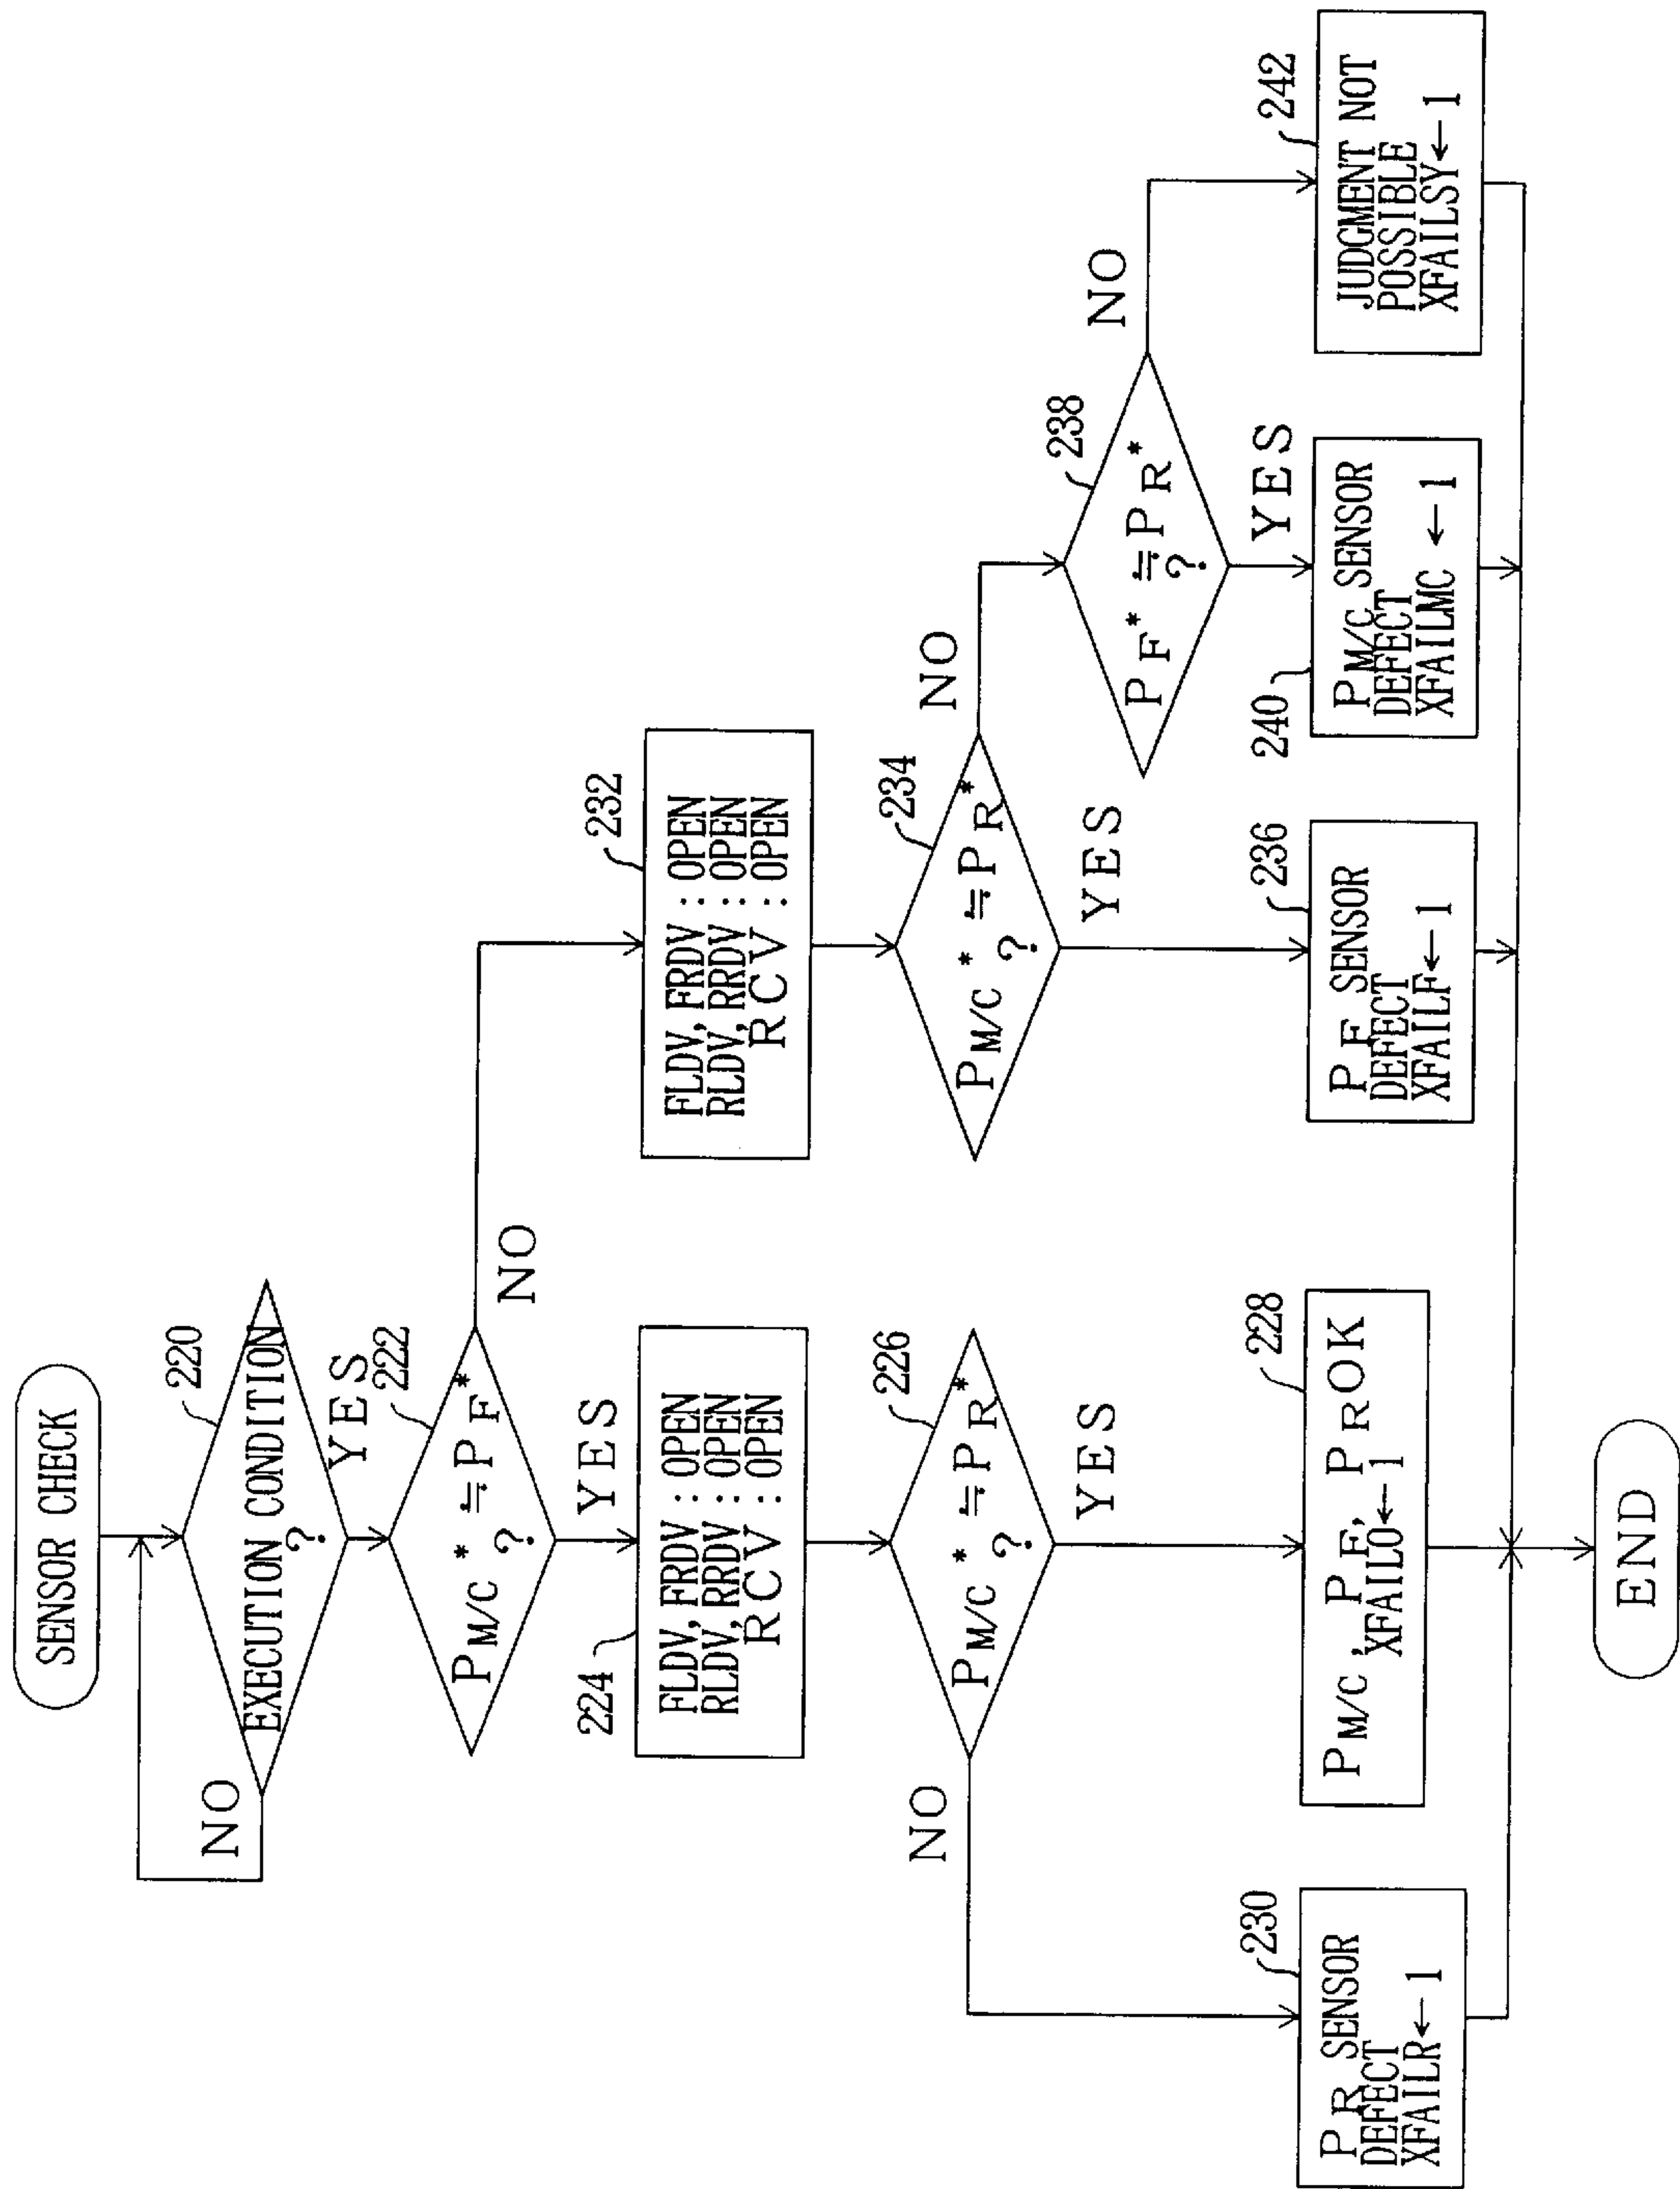 SENSOR CHECK
220
EXECUTION CONDITION
?
NO
YES
222
P M/C * ≒ P F *
?
NO
YES
224
FLDV, FRDV : OPEN
RLDV, RRDV : OPEN
RCV : OPEN
232
FLDV, FRDV : OPEN
RLDV, RRDV : OPEN
RCV : OPEN
226
P M/C * ≒ P R *
?
NO
YES
234
P M/C * ≒ P R *
?
NO
YES
238
P F * ≒ P R *
?
NO
YES
230
P R SENSOR
DEFECT
XFAILR←1
228
P M/C, P F, P R OK
XFAILO←1
236
P F SENSOR
DEFECT
XFAILF←1
240
P M/C SENSOR
DEFECT
XFAILMC ←1
242
JUDGMENT NOT
POSSIBLE
XFAILSY←1
END